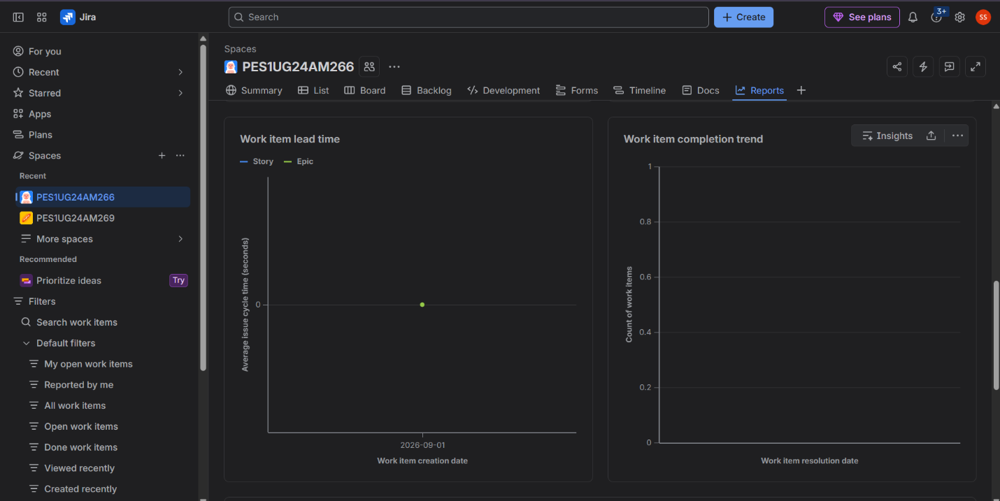 Jira
Search
Create
See plans
3+
SS
For you
Recent
Starred
Apps
Plans
Spaces
Recent
PES1UG24AM266
PES1UG24AM269
More spaces
Recommended
Prioritize ideas
Try
Filters
Search work items
Default filters
My open work items
Reported by me
All work items
Open work items
Done work items
Viewed recently
Created recently
Spaces
PES1UG24AM266
Summary
List
Board
Backlog
Development
Forms
Timeline
Docs
Reports
Work item lead time
Story
Epic
Average issue cycle time (seconds)
0
2026-09-01
Work item creation date
Work item completion trend
Insights
Count of work items
1
0.8
0.6
0.4
0.2
0
Work item resolution date